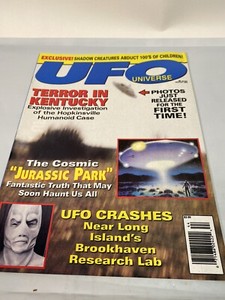 EXCLUSIVE! SHADOW CREATURES ABDUCT 100'S OF CHILDREN!
UFO
UNIVERSE
TERROR IN
KENTUCKY
Explosive Investigation
of the Hopkinsville
Humanoid Case
PHOTOS
JUST
RELEASED
FOR THE
FIRST
TIME!
The Cosmic
"JURASSIC PARK"
Fantastic Truth That May
Soon Haunt Us All
UFO CRASHES
Near Long
Island's
Brookhaven
Research Lab